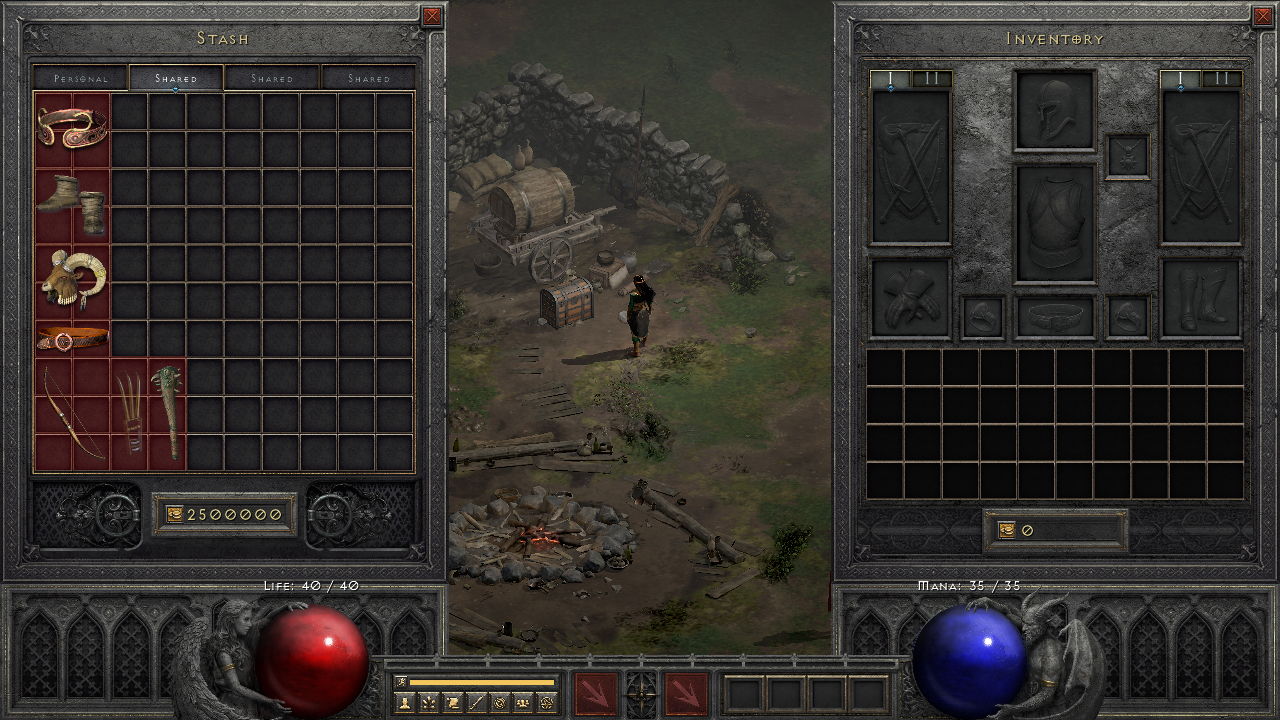 Stash
Inventory
Personal
Shared
Shared
Shared
I
II
I
II
2500000
0
Life: 40 / 40
Mana: 35 / 35